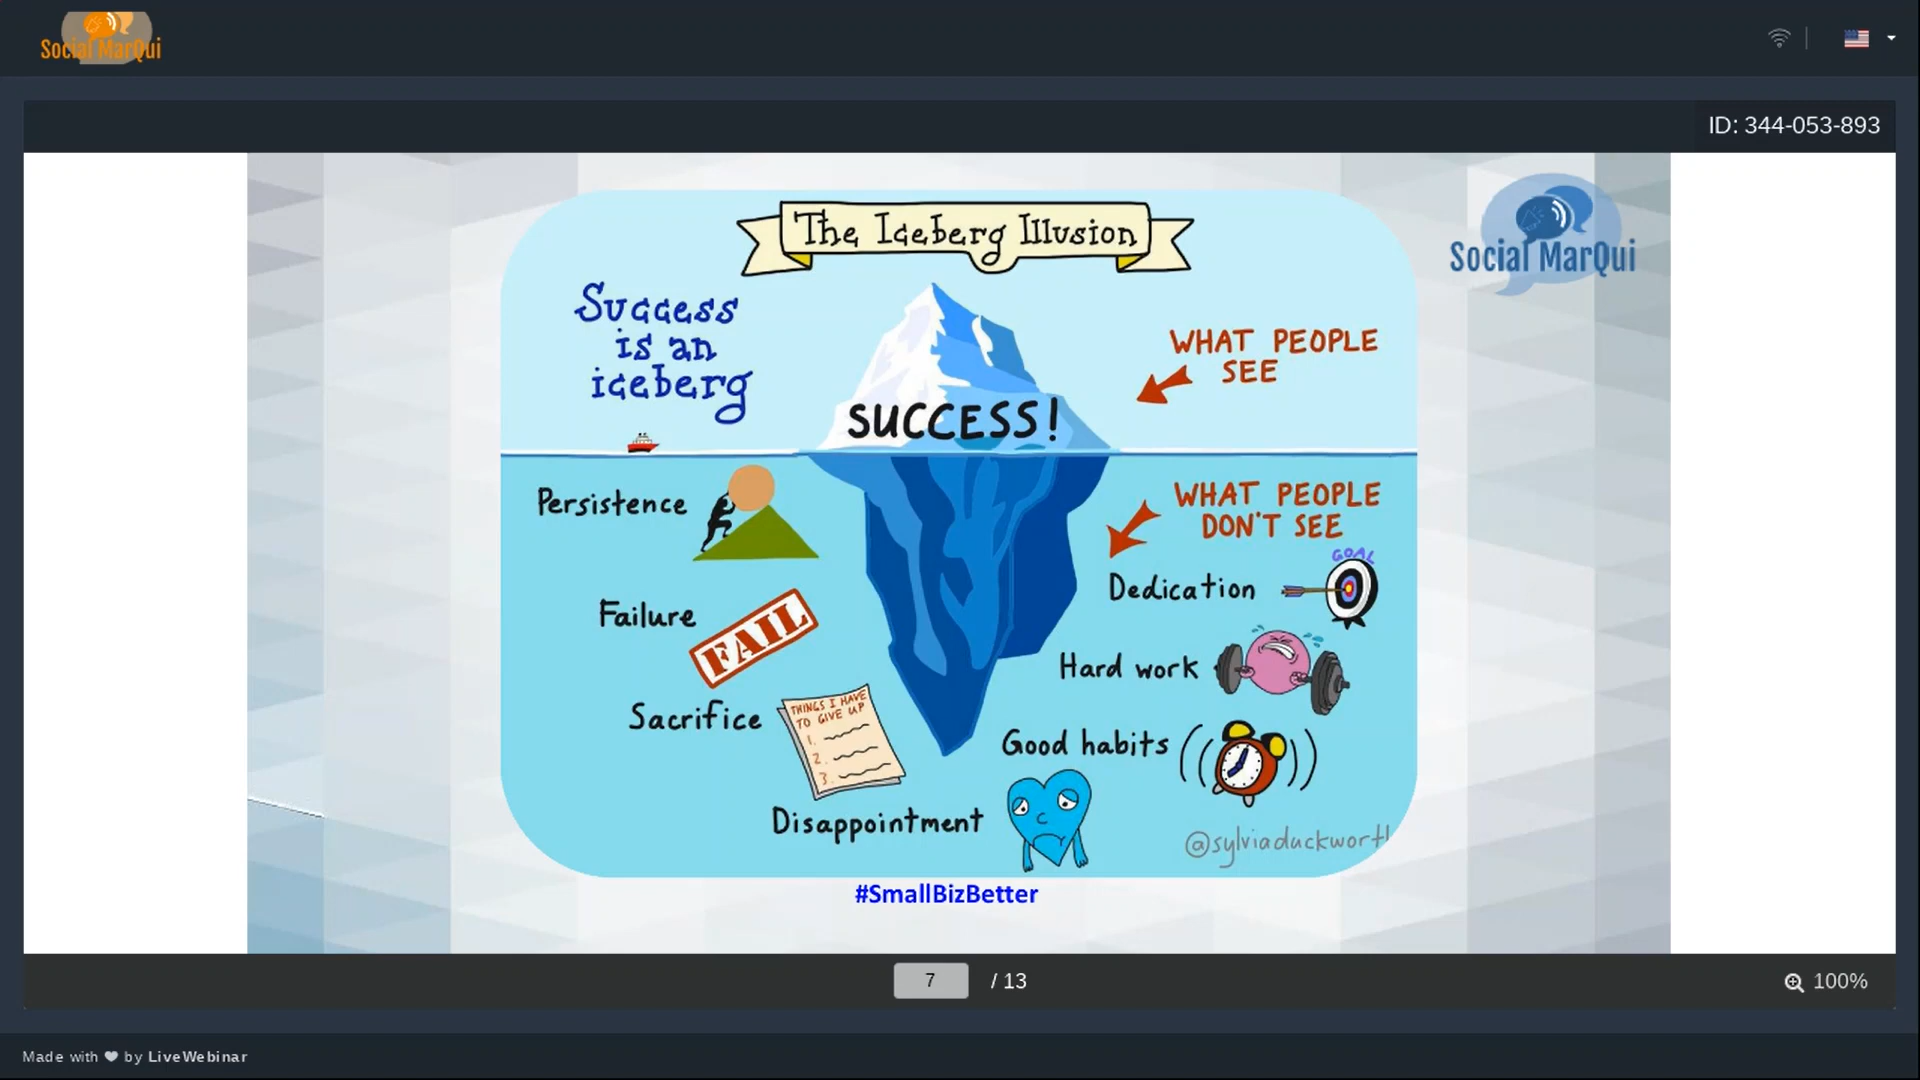 Social MarQui
ID: 344-053-893
The Iceberg Illusion
Social MarQui
Success
is an
iceberg
WHAT PEOPLE
SEE
SUCCESS!
Persistence
WHAT PEOPLE
DON'T SEE
GOAL
Dedication
Failure
FAIL
Hard work
Sacrifice
THINGS I HAVE
TO GIVE UP
1.
2.
3.
Good habits
Disappointment
@sylviaduckworth
#SmallBizBetter
7 / 13
100%
Made with ❤ by LiveWebinar